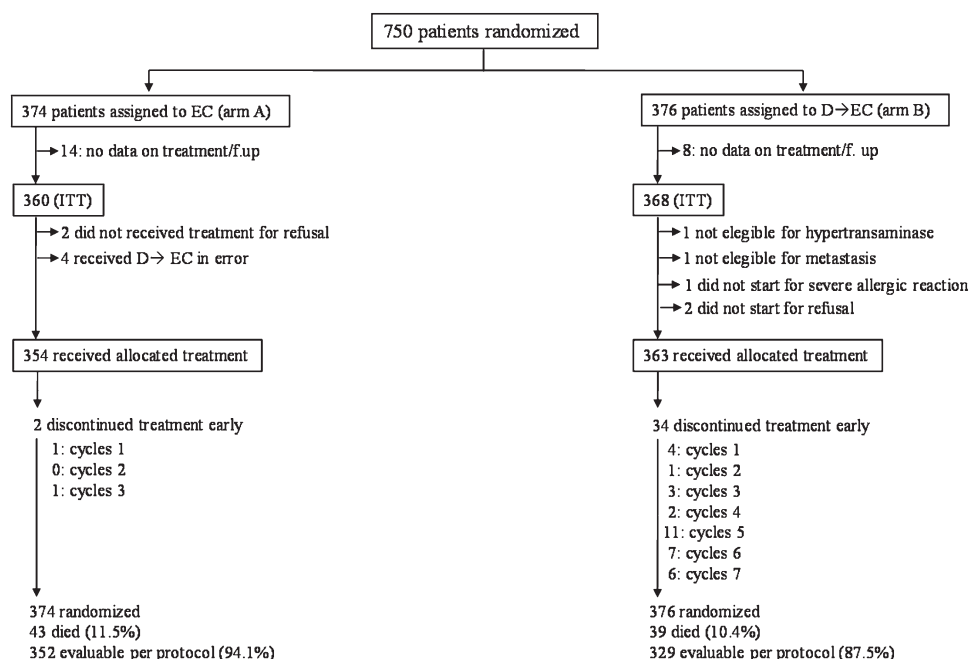 750 patients randomized
374 patients assigned to EC (arm A)
14: no data on treatment/f.up
360 (ITT)
2 did not received treatment for refusal
4 received D→ EC in error
354 received allocated treatment
2 discontinued treatment early
1: cycles 1
0: cycles 2
1: cycles 3
374 randomized
43 died (11.5%)
352 evaluable per protocol (94.1%)
376 patients assigned to D→EC (arm B)
8: no data on treatment/f. up
368 (ITT)
1 not elegible for hypertransaminase
1 not elegible for metastasis
1 did not start for severe allergic reaction
2 did not start for refusal
363 received allocated treatment
34 discontinued treatment early
4: cycles 1
1: cycles 2
3: cycles 3
2: cycles 4
11: cycles 5
7: cycles 6
6: cycles 7
376 randomized
39 died (10.4%)
329 evaluable per protocol (87.5%)